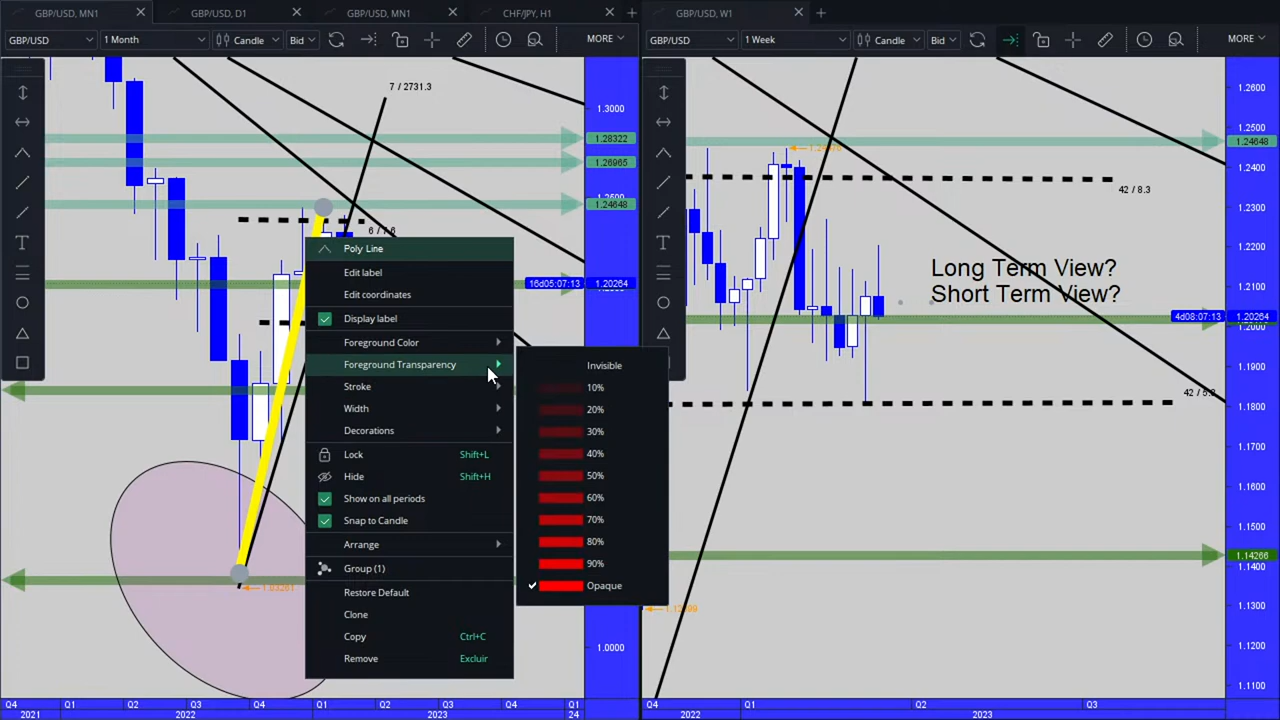 GBP/USD, MN1
GBP/USD, D1
GBP/USD, MN1
CHF/JPY, H1
GBP/USD, W1
GBP/USD
1 Month
Candle
Bid
MORE
GBP/USD
1 Week
Candle
Bid
MORE
7 / 2731.3
1.3000
1.28322
1.26965
1.24648
16d05:07:13
1.20264
1.0000
Poly Line
Edit label
Edit coordinates
Display label
Foreground Color
Foreground Transparency
Stroke
Width
Decorations
Lock Shift+L
Hide Shift+H
Show on all periods
Snap to Candle
Arrange
Group (1)
Restore Default
Clone
Copy Ctrl+C
Remove Excluir
Invisible
10%
20%
30%
40%
50%
60%
70%
80%
90%
Opaque
Q4 Q1 Q2 Q4 Q1 Q2 Q4 Q1
2021 2022 2023 24
42 / 8.3
Long Term View?
Short Term View?
1.2600
1.2500
1.24648
1.2400
1.2300
1.2200
1.2100
4d08:07:13
1.20264
1.1900
1.1800
1.1700
1.1600
1.1500
1.14266
1.1300
1.1200
1.1100
Q4 Q1 Q2 Q3
2022 2023